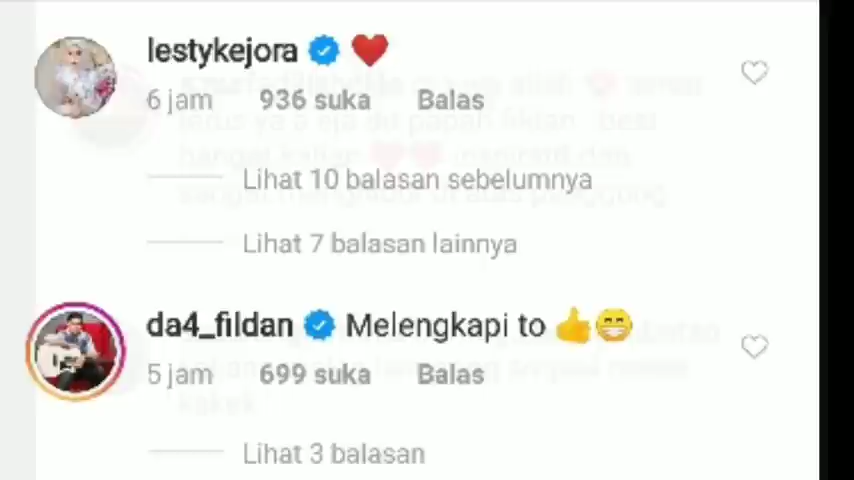 lestykejora ❤️
6 jam 936 suka Balas
Lihat 10 balasan sebelumnya
Lihat 7 balasan lainnya
da4_fildan Melengkapi to 👍😁
5 jam 699 suka Balas
Lihat 3 balasan